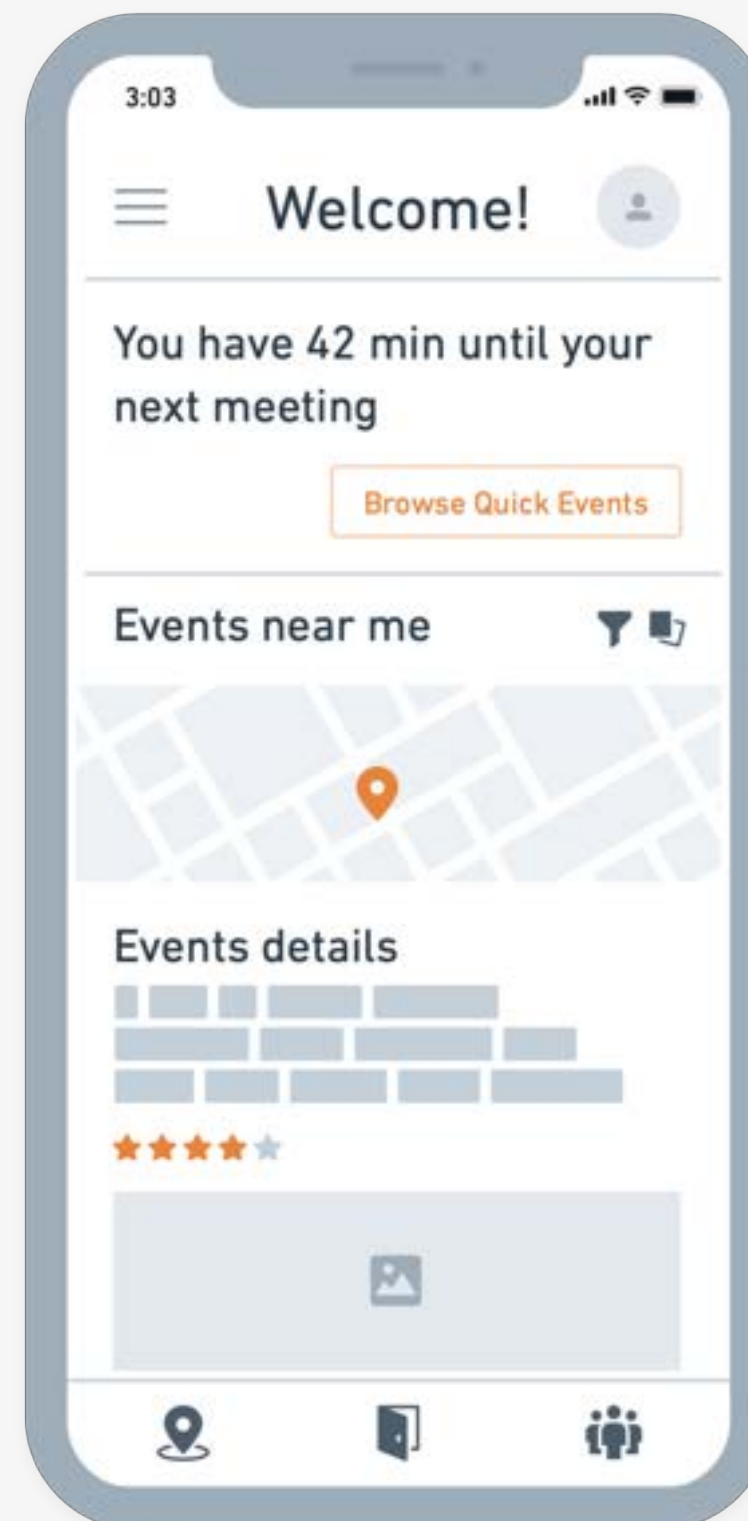 3:03
Welcome!
You have 42 min until your
next meeting
Browse Quick Events
Events near me
Events details